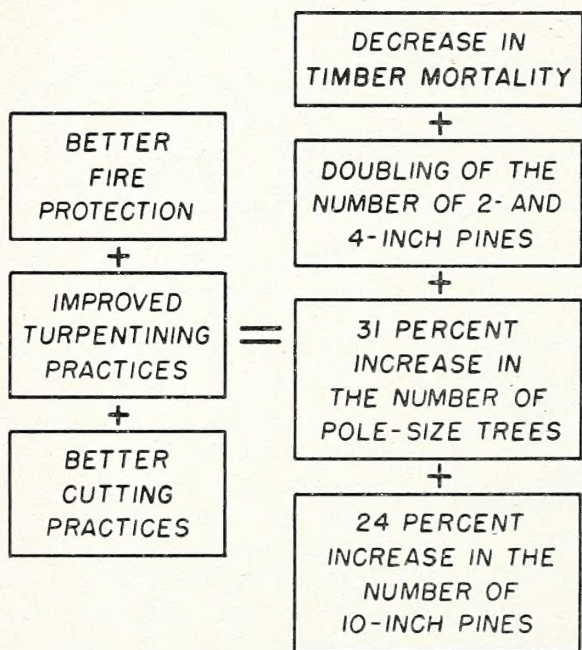 BETTER
FIRE
PROTECTION
+
IMPROVED
TURPENTINING
PRACTICES
+
BETTER
CUTTING
PRACTICES
=
DECREASE IN
TIMBER MORTALITY
+
DOUBLING OF THE
NUMBER OF 2- AND
4-INCH PINES
+
31 PERCENT
INCREASE IN
THE NUMBER OF
POLE-SIZE TREES
+
24 PERCENT
INCREASE IN THE
NUMBER OF
10-INCH PINES